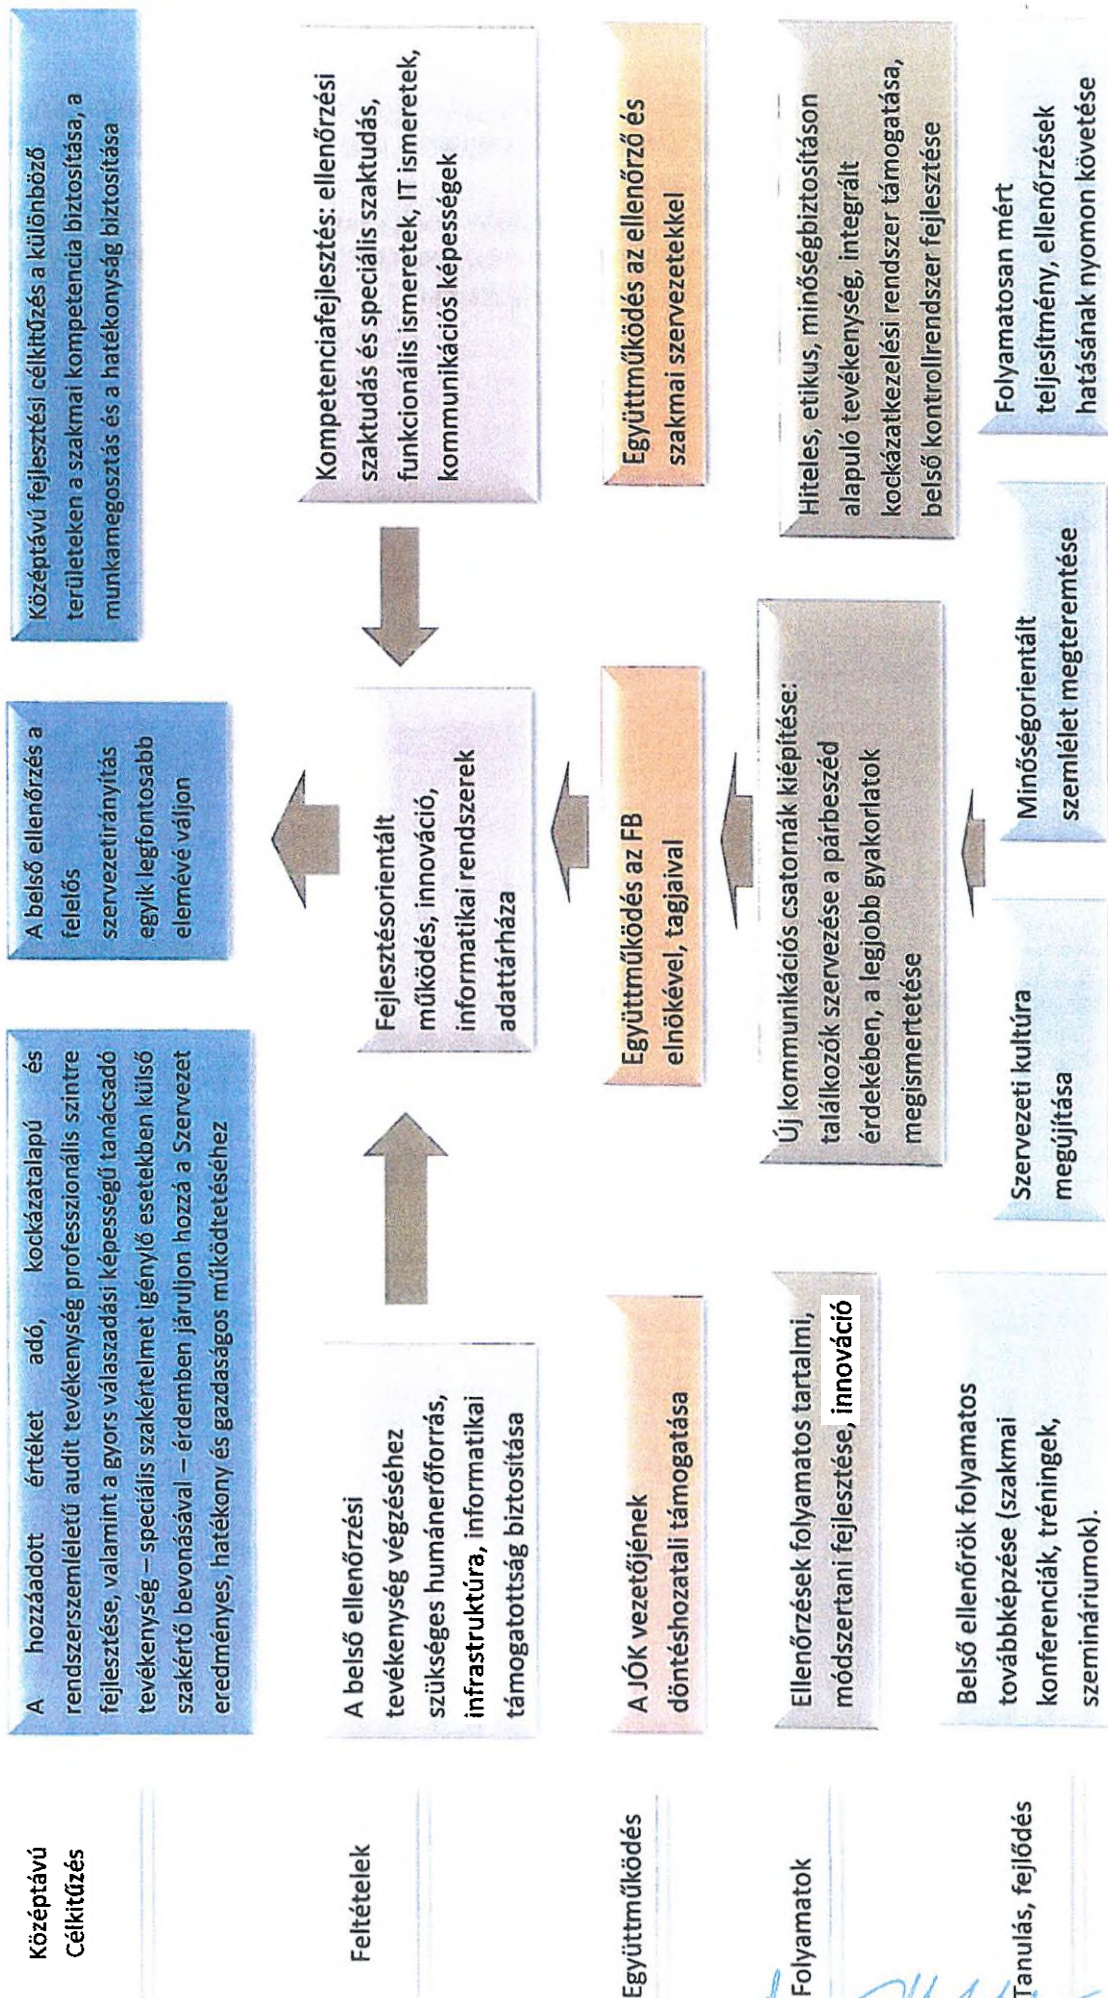 Középtávú
Célkitűzés
A hozzáadott értéket adó, kockázatalapú és
rendszerszemléletű audit tevékenység professzionális szintre
fejlesztése, valamint a gyors válaszadási képességű tanácsadó
tevékenység – speciális szakértelmet igénylő esetekben külső
szakértő bevonásával – érdemben járuljon hozzá a Szervezet
eredményes, hatékony és gazdaságos működtetéséhez
A belső ellenőrzés a
felelős
szervezetirányítás
egyik legfontosabb
elemévé váljon
Középtávú fejlesztési célkitűzés a különböző
területeken a szakmai kompetencia biztosítása, a
munkamegosztás és a hatékonyság biztosítása
Feltételek
A belső ellenőrzési
tevékenység végzéséhez
szükséges humánerőforrás,
infrastruktúra, informatikai
támogatottság biztosítása
Fejlesztésorientált
működés, innováció,
informatikai rendszerek
adattárháza
Kompetenciafejlesztés: ellenőrzési
szaktudás és speciális szaktudás,
funkcionális ismeretek, IT ismeretek,
kommunikációs képességek
Együttműködés
A JÓK vezetőjének
döntéshozatali támogatása
Együttműködés az FB
elnökével, tagjaival
Együttműködés az ellenőrző és
szakmai szervezetekkel
Folyamatok
Ellenőrzések folyamatos tartalmi,
módszertani fejlesztése, innováció
Új kommunikációs csatornák kiépítése:
találkozók szervezése a párbeszéd
érdekében, a legjobb gyakorlatok
megismertetése
Hiteles, etikus, minőségbiztosításon
alapuló tevékenység, integrált
kockázatkezelési rendszer támogatása,
belső kontrollrendszer fejlesztése
Tanulás, fejlődés
Belső ellenőrök folyamatos
továbbképzése (szakmai
konferenciák, tréningek,
szemináriumok).
Szervezeti kultúra
megújítása
Minőségorientált
szemlélet megteremtése
Folyamatosan mért
teljesítmény, ellenőrzések
hatásának nyomon követése